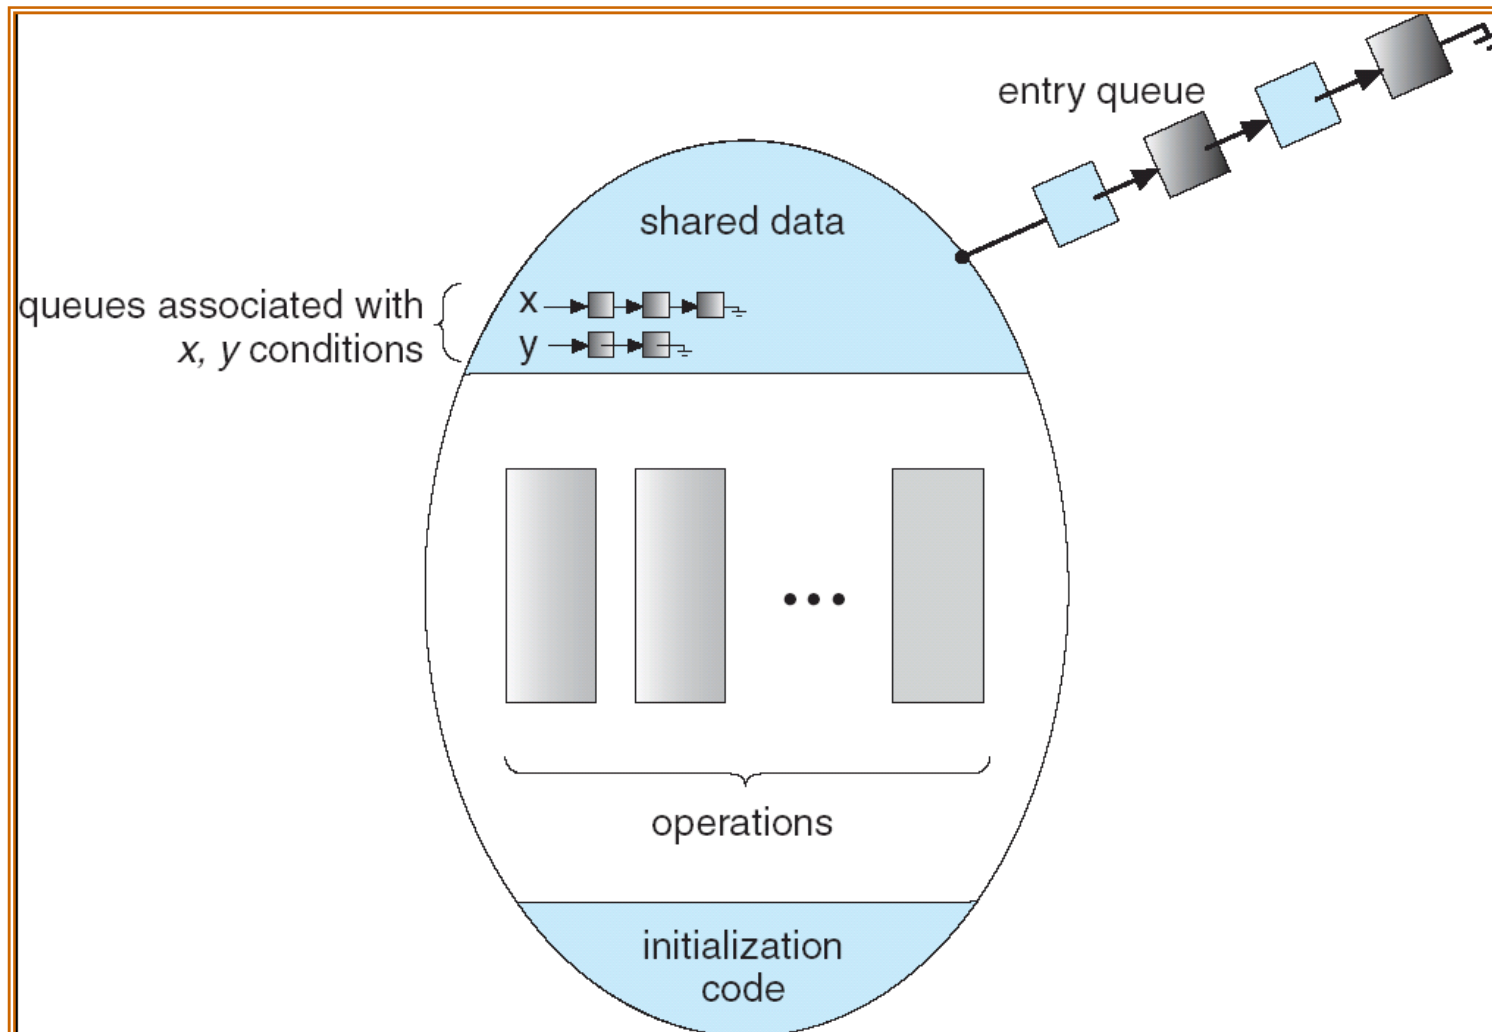 entry queue
shared data
queues associated with
x, y conditions
x
y
operations
initialization
code